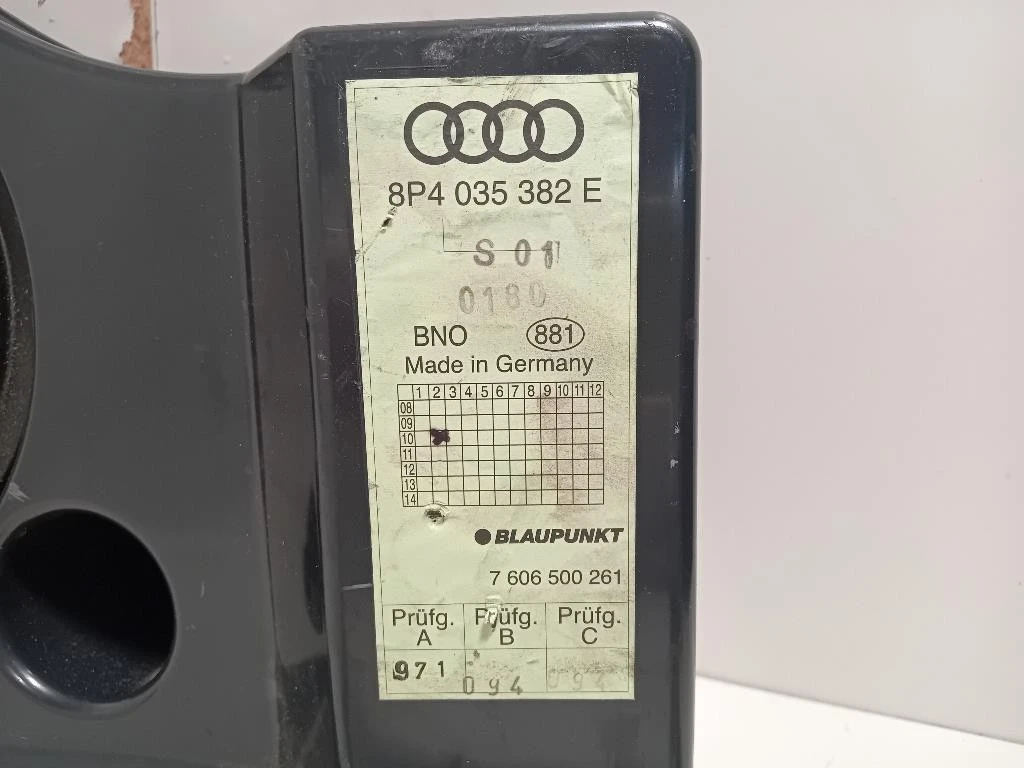 8P4 035 382 E
S 01
0180
BNO 881
Made in Germany
1 2 3 4 5 6 7 8 9 10 11 12
08
09
10
11
12
13
14
BLAUPUNKT
7 606 500 261
Prüfg. A Prüfg. B Prüfg. C
971 094 094